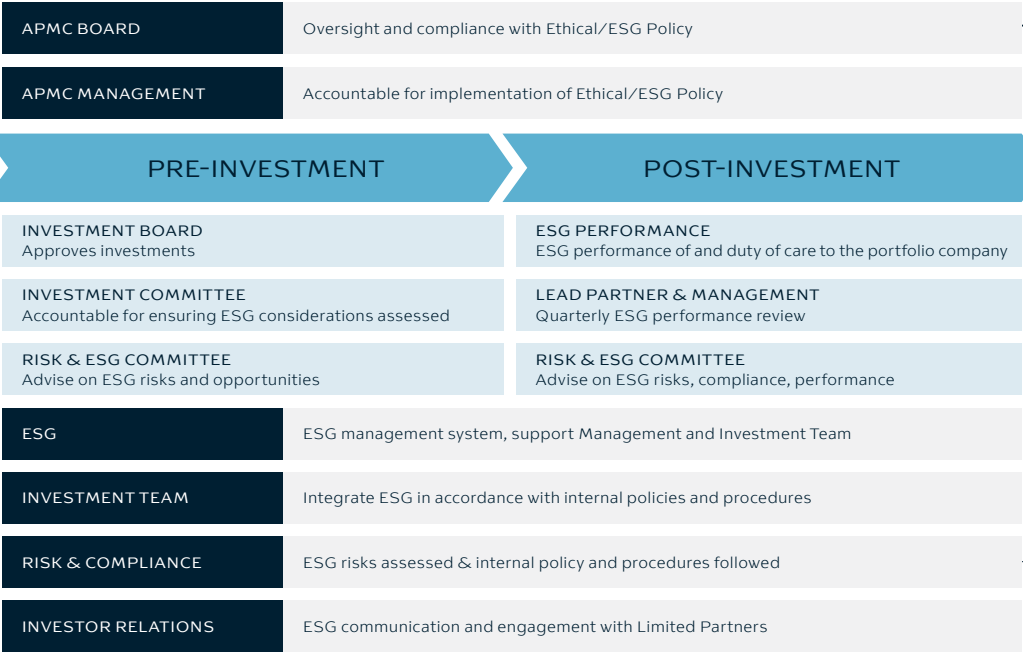 APMC BOARD
Oversight and compliance with Ethical/ESG Policy
APMC MANAGEMENT
Accountable for implementation of Ethical/ESG Policy
PRE-INVESTMENT
POST-INVESTMENT
INVESTMENT BOARD
Approves investments
ESG PERFORMANCE
ESG performance of and duty of care to the portfolio company
INVESTMENT COMMITTEE
Accountable for ensuring ESG considerations assessed
LEAD PARTNER & MANAGEMENT
Quarterly ESG performance review
RISK & ESG COMMITTEE
Advise on ESG risks and opportunities
RISK & ESG COMMITTEE
Advise on ESG risks, compliance, performance
ESG
ESG management system, support Management and Investment Team
INVESTMENT TEAM
Integrate ESG in accordance with internal policies and procedures
RISK & COMPLIANCE
ESG risks assessed & internal policy and procedures followed
INVESTOR RELATIONS
ESG communication and engagement with Limited Partners